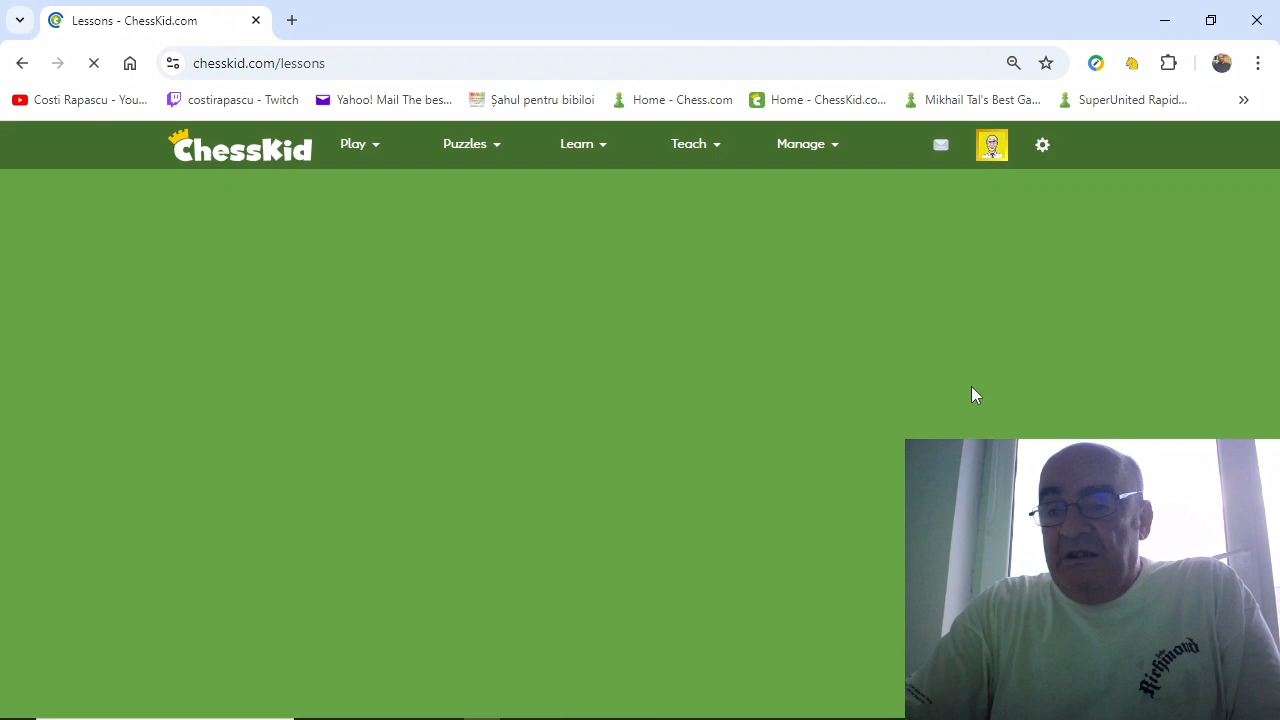 Lessons - ChessKid.com
chesskid.com/lessons
Costi Rapascu - You...
costirapascu - Twitch
Yahoo! Mail The bes...
Șahul pentru bibiloi
Home - Chess.com
Home - ChessKid.co...
Mikhail Tal's Best Ga...
SuperUnited Rapid...
ChessKid
Play
Puzzles
Learn
Teach
Manage
Richmond